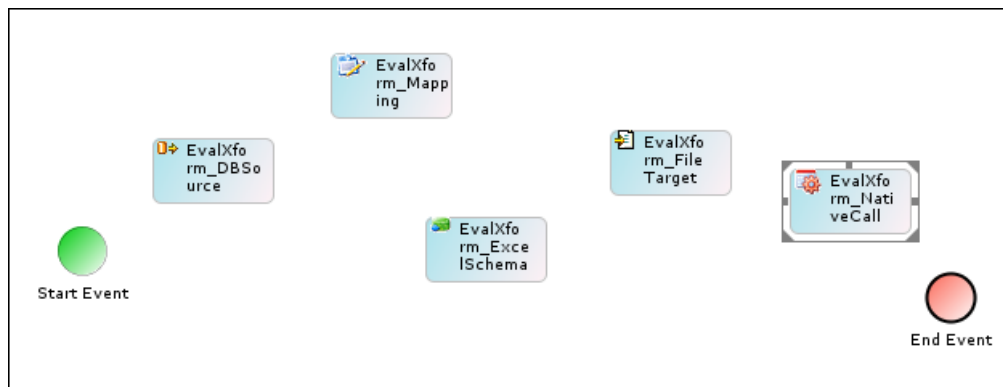 EvalXfo
rm_Mapp
ing
EvalXfo
rm_DBSo
urce
EvalXfo
rm_File
Target
EvalXfo
rm_Nati
veCall
EvalXfo
rm_Exce
lSchema
Start Event
End Event